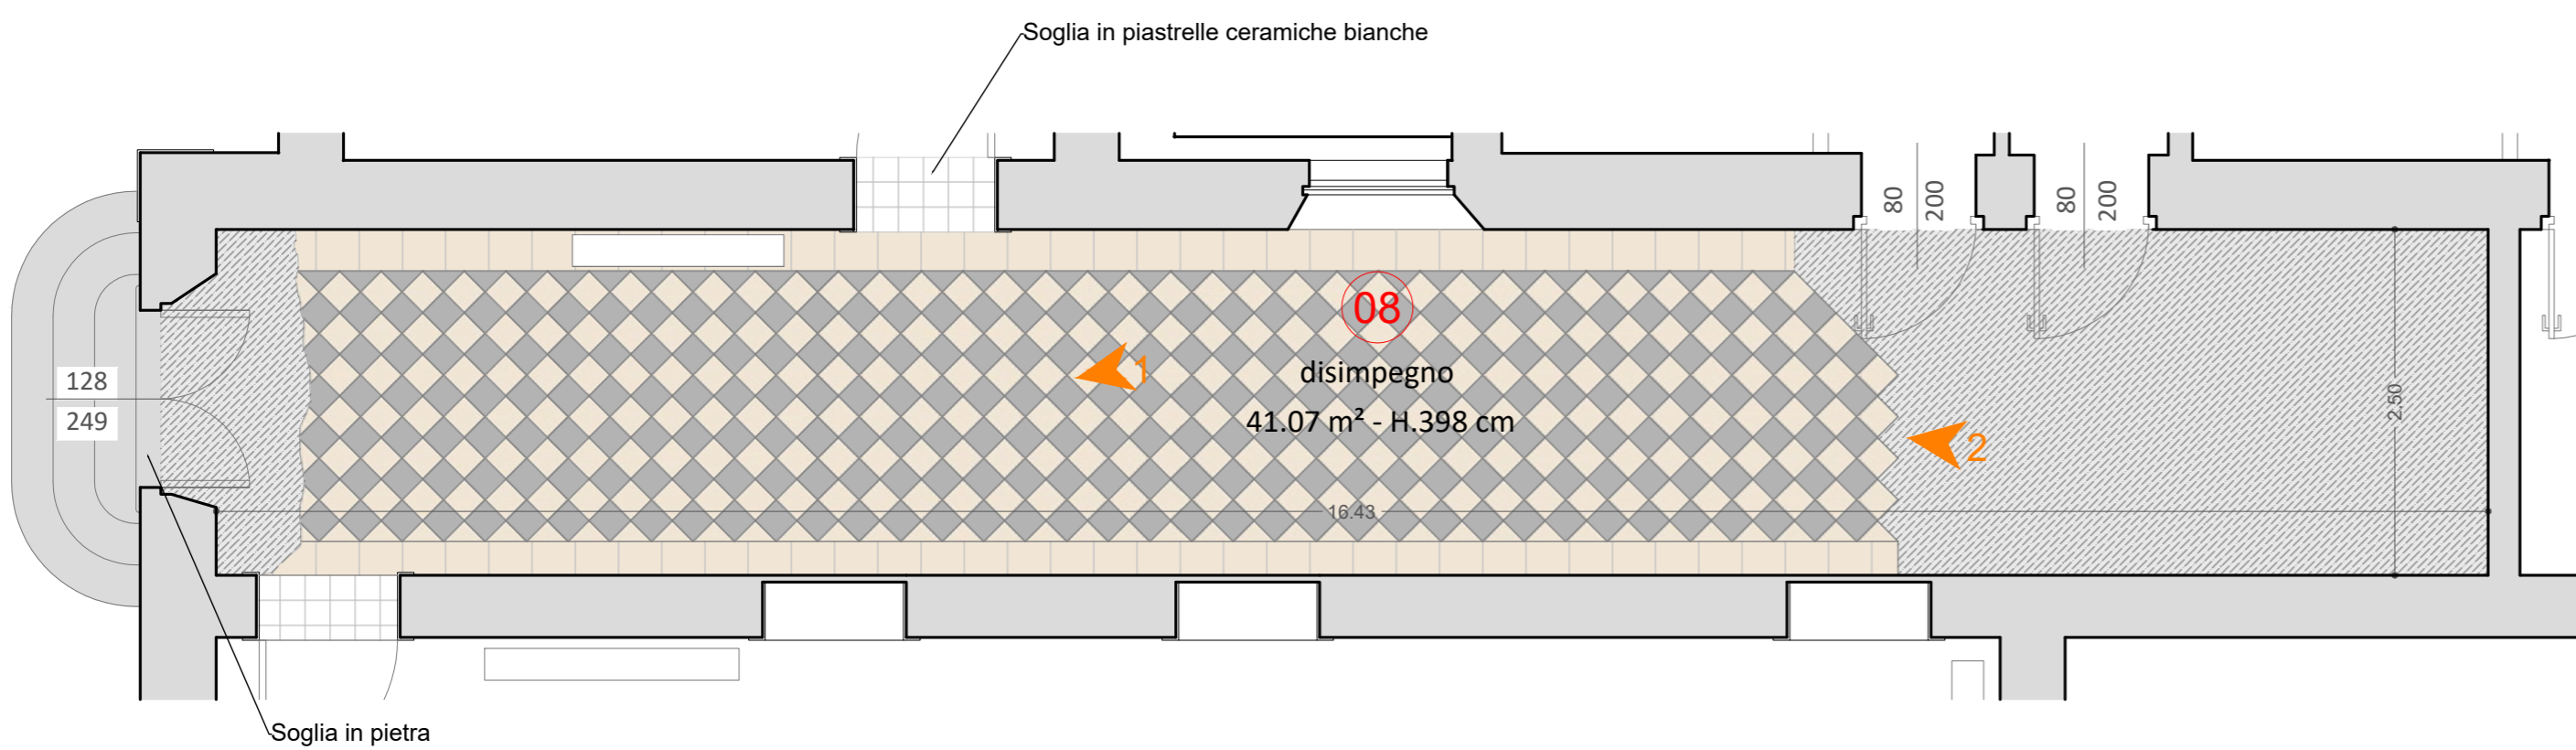 Soglia in piastrelle ceramiche bianche
80
200
80
200
08
1
disimpegno
128
249
41.07 m² - H.398 cm
2.50
2
16.43
Soglia in pietra